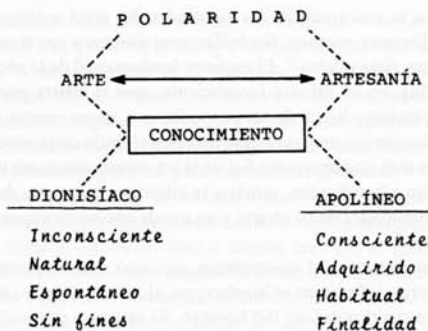 POLARIDAD
ARTE ARTESANÍA
CONOCIMIENTO
DIONISÍACO APOLÍNEO
Inconsciente Consciente
Natural Adquirido
Espontáneo Habitual
Sin fines Finalidad